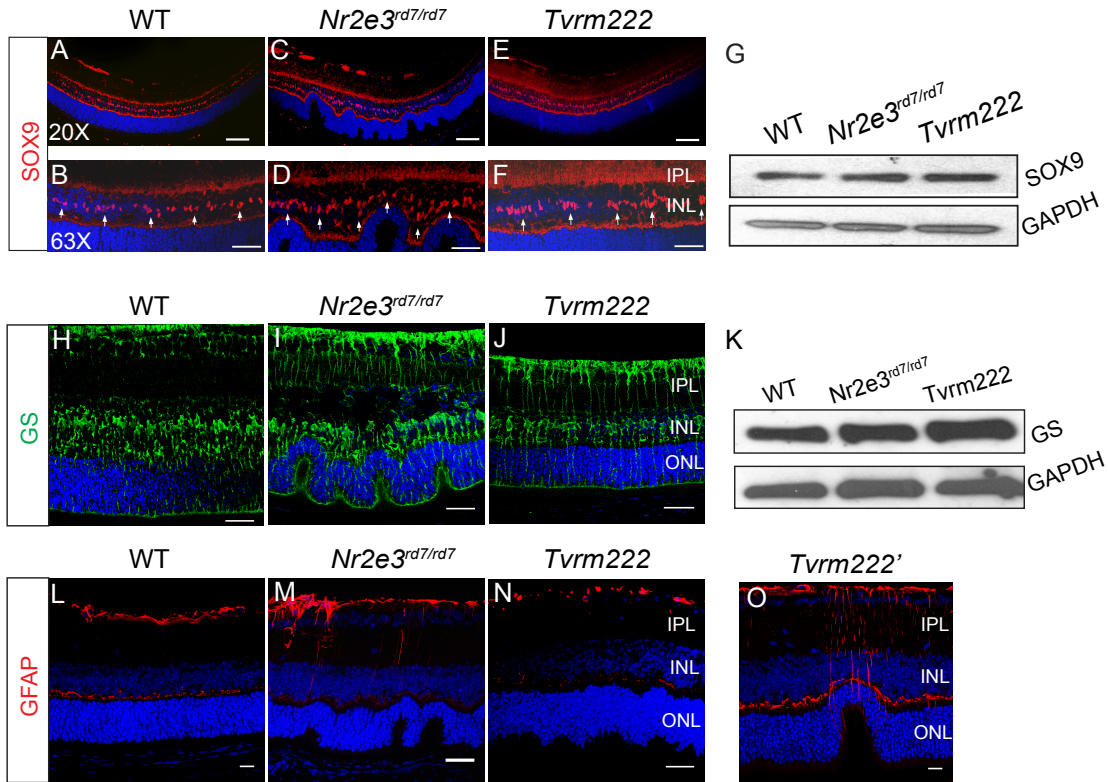 WT Nr2e3rd7/rd7 Tvrm222
SOX9
A C E
20X
B D F
IPL
INL
63X
G
WT Nr2e3rd7/rd7 Tvrm222
SOX9
GAPDH
WT Nr2e3rd7/rd7 Tvrm222
GS
H I J
IPL
INL
ONL
K
WT Nr2e3rd7/rd7 Tvrm222
GS
GAPDH
WT Nr2e3rd7/rd7 Tvrm222 Tvrm222’
GFAP
L M N O
IPL IPL
INL INL
ONL ONL